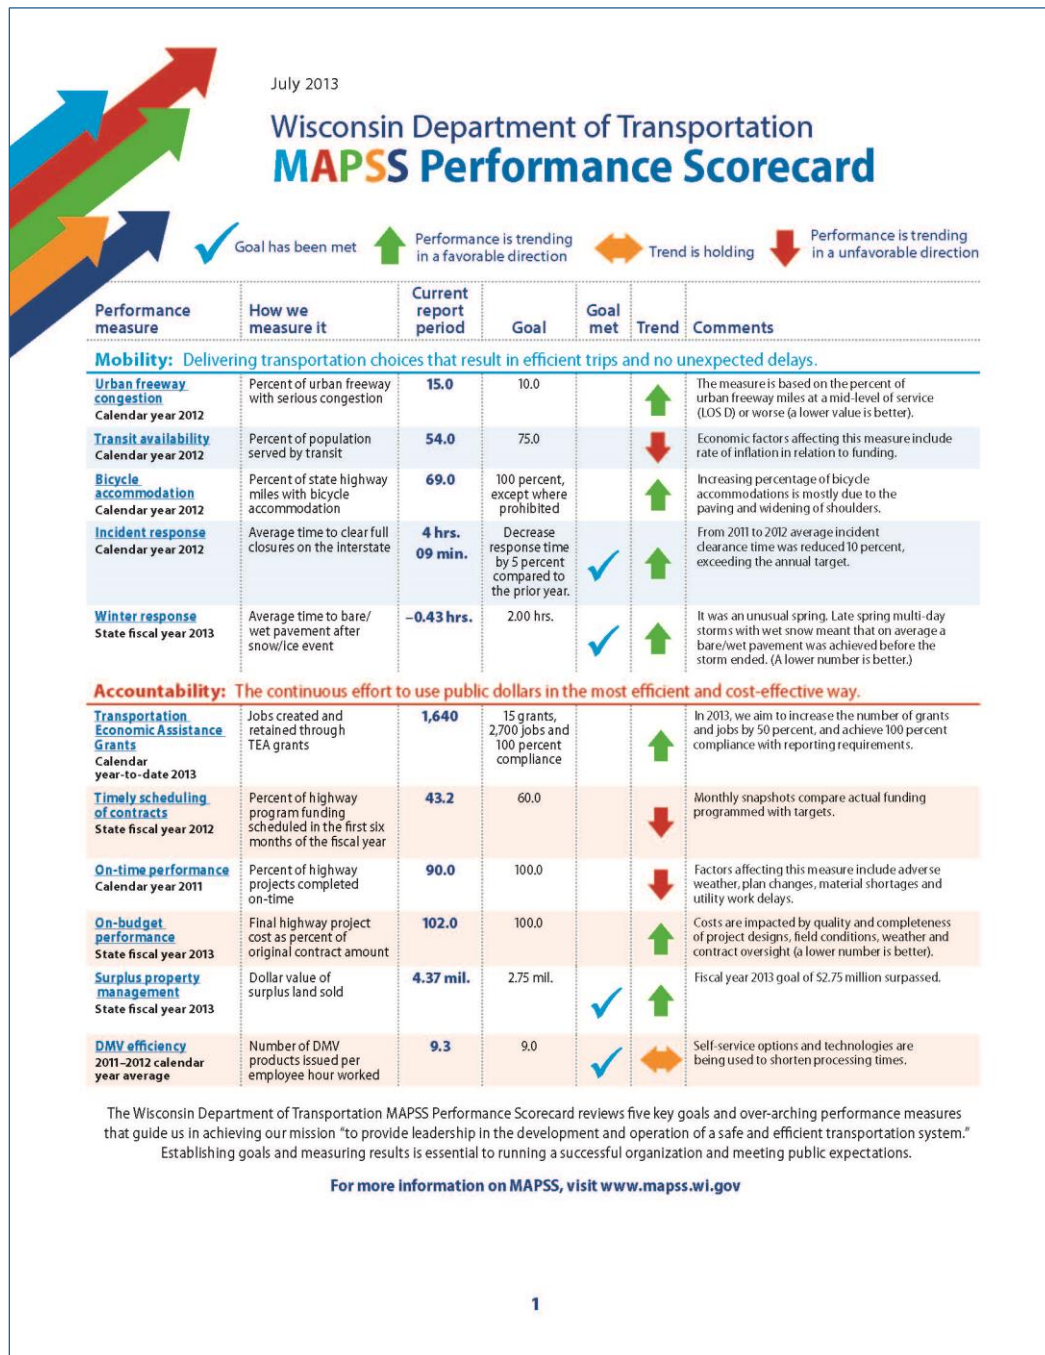 July 2013
Wisconsin Department of Transportation
MAPSS Performance Scorecard
Goal has been met
Performance is trending
in a favorable direction
Trend is holding
Performance is trending
in a unfavorable direction
Performance
measure
How we
measure it
Current
report
period
Goal
Goal
met
Trend
Comments
Mobility: Delivering transportation choices that result in efficient trips and no unexpected delays.
Urban freeway
congestion
Calendar year 2012
Percent of urban freeway
with serious congestion
15.0
10.0
The measure is based on the percent of
urban freeway miles at a mid-level of service
(LOS D) or worse (a lower value is better).
Transit availability
Calendar year 2012
Percent of population
served by transit
54.0
75.0
Economic factors affecting this measure include
rate of inflation in relation to funding.
Bicycle
accommodation
Calendar year 2012
Percent of state highway
miles with bicycle
accommodation
69.0
100 percent,
except where
prohibited
Increasing percentage of bicycle
accommodations is mostly due to the
paving and widening of shoulders.
Incident response
Calendar year 2012
Average time to clear full
closures on the interstate
4 hrs.
09 min.
Decrease
response time
by 5 percent
compared to
the prior year.
From 2011 to 2012 average incident
clearance time was reduced 10 percent,
exceeding the annual target.
Winter response
State fiscal year 2013
Average time to bare/
wet pavement after
snow/ice event
–0.43 hrs.
2.00 hrs.
It was an unusual spring. Late spring multi-day
storms with wet snow meant that on average a
bare/wet pavement was achieved before the
storm ended. (A lower number is better.)
Accountability: The continuous effort to use public dollars in the most efficient and cost-effective way.
Transportation
Economic Assistance
Grants
Calendar
year-to-date 2013
Jobs created and
retained through
TEA grants
1,640
15 grants,
2,700 jobs and
100 percent
compliance
In 2013, we aim to increase the number of grants
and jobs by 50 percent, and achieve 100 percent
compliance with reporting requirements.
Timely scheduling
of contracts
State fiscal year 2012
Percent of highway
program funding
scheduled in the first six
months of the fiscal year
43.2
60.0
Monthly snapshots compare actual funding
programmed with targets.
On-time performance
Calendar year 2011
Percent of highway
projects completed
on-time
90.0
100.0
Factors affecting this measure include adverse
weather, plan changes, material shortages and
utility work delays.
On-budget
performance
State fiscal year 2013
Final highway project
cost as percent of
original contract amount
102.0
100.0
Costs are impacted by quality and completeness
of project designs, field conditions, weather and
contract oversight (a lower number is better).
Surplus property
management
State fiscal year 2013
Dollar value of
surplus land sold
4.37 mil.
2.75 mil.
Fiscal year 2013 goal of $2.75 million surpassed.
DMV efficiency
2011–2012 calendar
year average
Number of DMV
products issued per
employee hour worked
9.3
9.0
Self-service options and technologies are
being used to shorten processing times.
The Wisconsin Department of Transportation MAPSS Performance Scorecard reviews five key goals and over-arching performance measures
that guide us in achieving our mission "to provide leadership in the development and operation of a safe and efficient transportation system."
Establishing goals and measuring results is essential to running a successful organization and meeting public expectations.
For more information on MAPSS, visit www.mapss.wi.gov
1